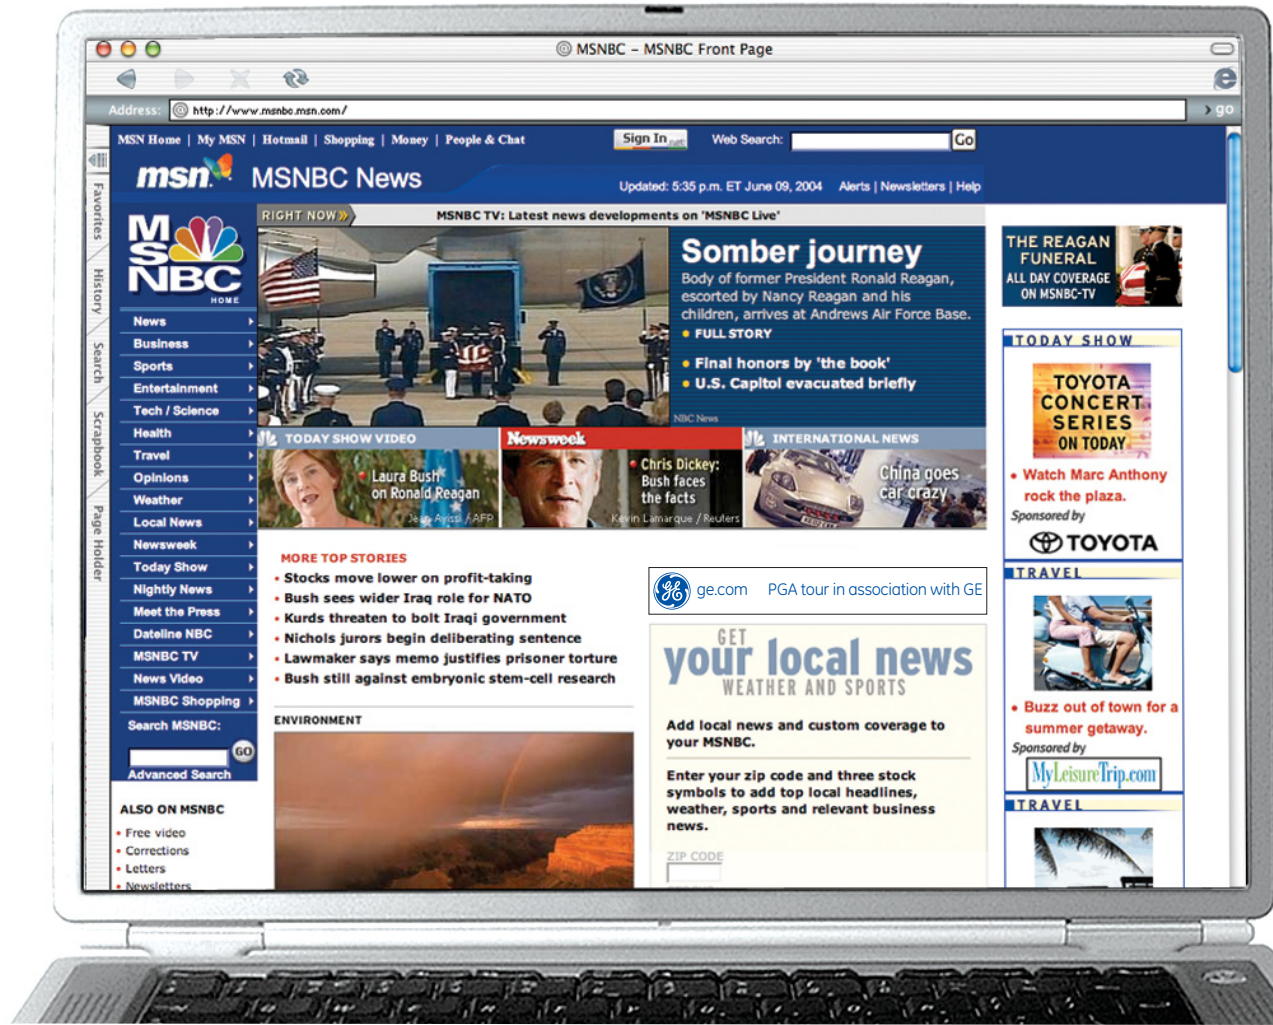 MSNBC – MSNBC Front Page
Address: http://www.msnbc.msn.com/
go
MSN Home | My MSN | Hotmail | Shopping | Money | People & Chat
Sign In .net
Web Search:
Go
msn
MSNBC News
Updated: 5:35 p.m. ET June 09, 2004
Alerts | Newsletters | Help
Favorites
History
Search
Scrapbook
Page Holder
MSNBC
HOME
News
Business
Sports
Entertainment
Tech / Science
Health
Travel
Opinions
Weather
Local News
Newsweek
Today Show
Nightly News
Meet the Press
Dateline NBC
MSNBC TV
News Video
MSNBC Shopping
Search MSNBC:
GO
Advanced Search
ALSO ON MSNBC
• Free video
• Corrections
• Letters
• Newsletters
RIGHT NOW
MSNBC TV: Latest news developments on 'MSNBC Live'
Somber journey
Body of former President Ronald Reagan,
escorted by Nancy Reagan and his
children, arrives at Andrews Air Force Base.
• FULL STORY
• Final honors by 'the book'
• U.S. Capitol evacuated briefly
NBC News
TODAY SHOW VIDEO
• Laura Bush
on Ronald Reagan
/ AFP
Newsweek
• Chris Dickey:
Bush faces
the facts
Kevin Lamarque / Reuters
INTERNATIONAL NEWS
China goes
car crazy
MORE TOP STORIES
• Stocks move lower on profit-taking
• Bush sees wider Iraq role for NATO
• Kurds threaten to bolt Iraqi government
• Nichols jurors begin deliberating sentence
• Lawmaker says memo justifies prisoner torture
• Bush still against embryonic stem-cell research
ENVIRONMENT
ge.com PGA tour in association with GE
GET
your local news
WEATHER AND SPORTS
Add local news and custom coverage to
your MSNBC.
Enter your zip code and three stock
symbols to add top local headlines,
weather, sports and relevant business
news.
ZIP CODE
THE REAGAN
FUNERAL
ALL DAY COVERAGE
ON MSNBC-TV
TODAY SHOW
TOYOTA
CONCERT
SERIES
ON TODAY
• Watch Marc Anthony
rock the plaza.
Sponsored by
TOYOTA
TRAVEL
• Buzz out of town for a
summer getaway.
Sponsored by
MyLeisureTrip.com
TRAVEL